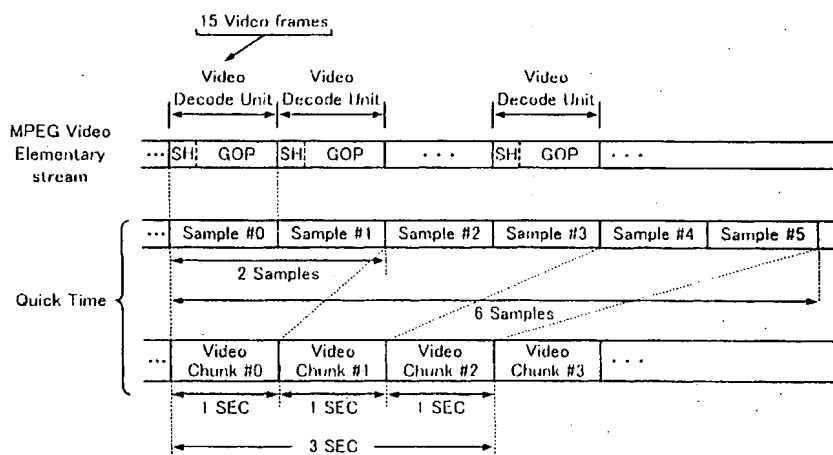 15 Video frames
Video
Decode Unit
Video
Decode Unit
Video
Decode Unit
MPEG Video
Elementary
stream
... SH GOP SH GOP ... SH GOP ...
... Sample #0 Sample #1 Sample #2 Sample #3 Sample #4 Sample #5
2 Samples
Quick Time
6 Samples
... Video
Chunk #0
Video
Chunk #1
Video
Chunk #2
Video
Chunk #3
...
1 SEC 1 SEC 1 SEC
3 SEC